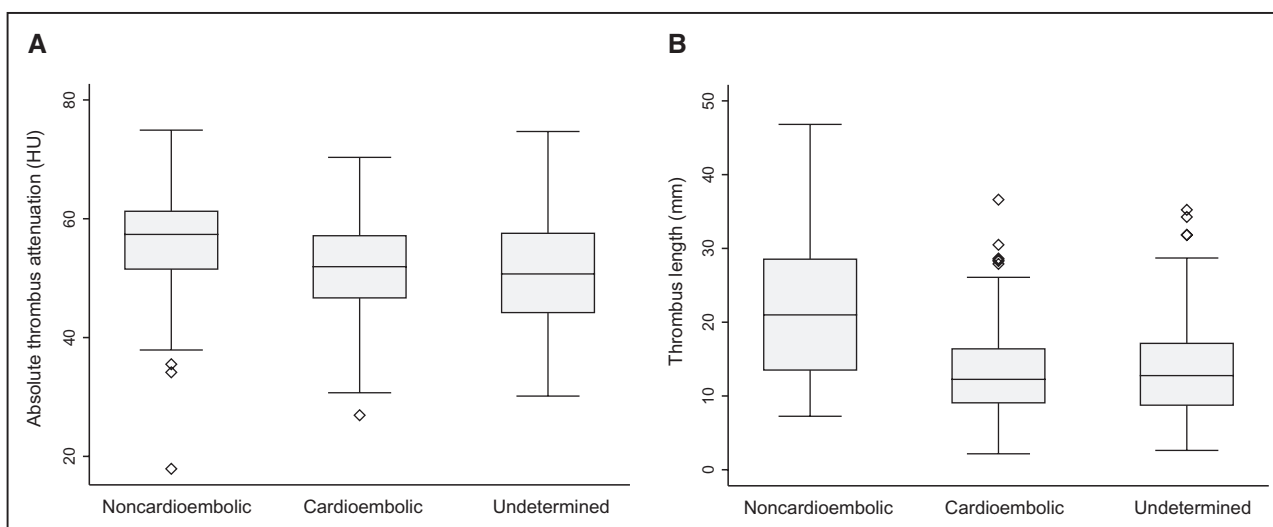 A
Absolute thrombus attenuation (HU)
80
60
40
20
Noncardioembolic Cardioembolic Undetermined
B
Thrombus length (mm)
50
40
30
20
10
0
Noncardioembolic Cardioembolic Undetermined